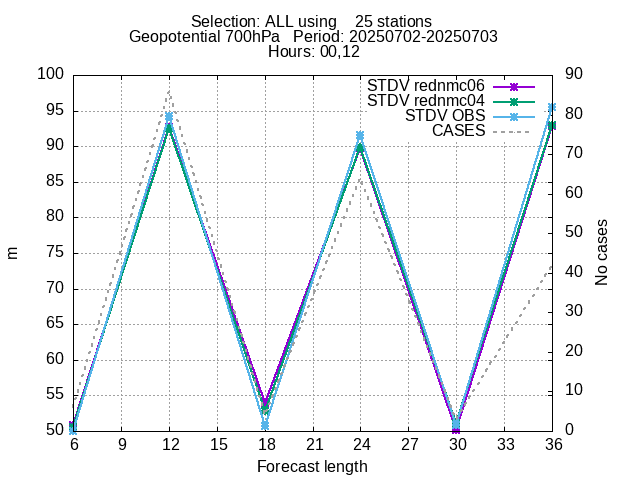 Selection: ALL using    25 stations
Geopotential 700hPa   Period: 20250702-20250703
Hours: 00,12
STDV rednmc06
STDV rednmc04
STDV OBS
CASES
100
95
90
85
80
75
70
65
60
55
50
m
90
80
70
60
50
40
30
20
10
0
No cases
6 9 12 15 18 21 24 27 30 33 36
Forecast length